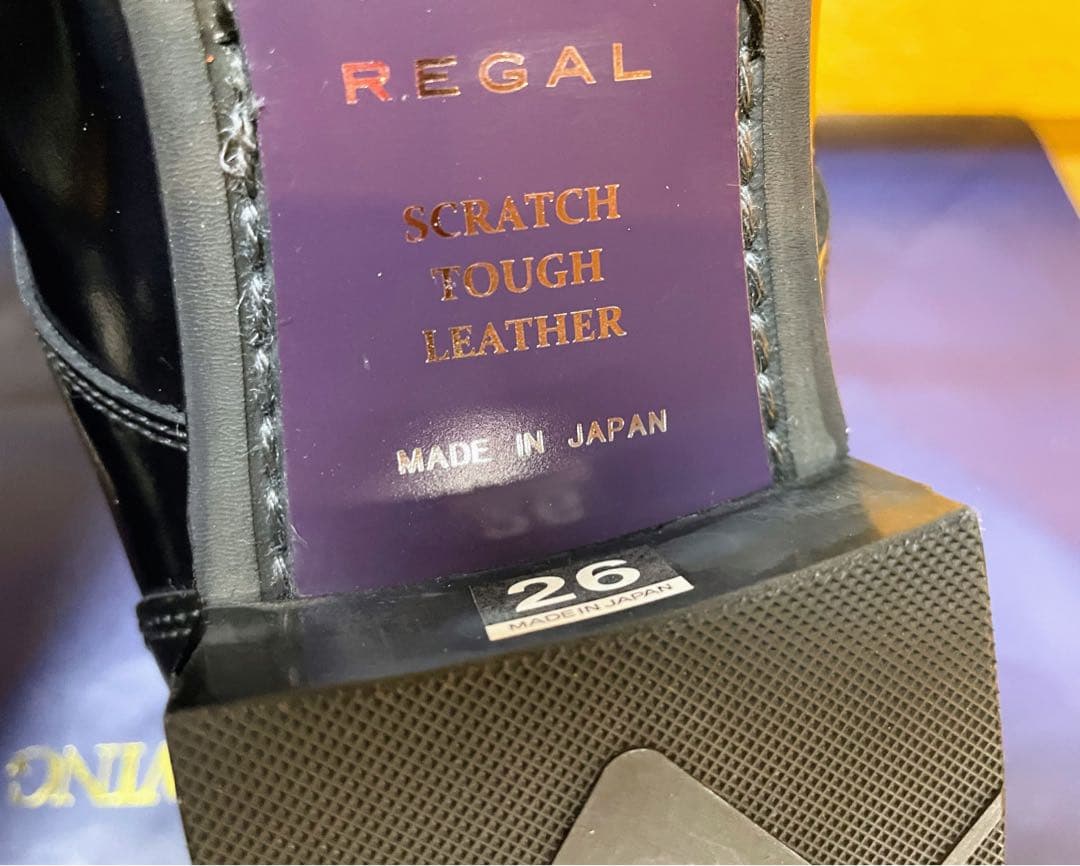 REGAL
SCRATCH
TOUGH
LEATHER
MADE IN JAPAN
26
MADE IN JAPAN